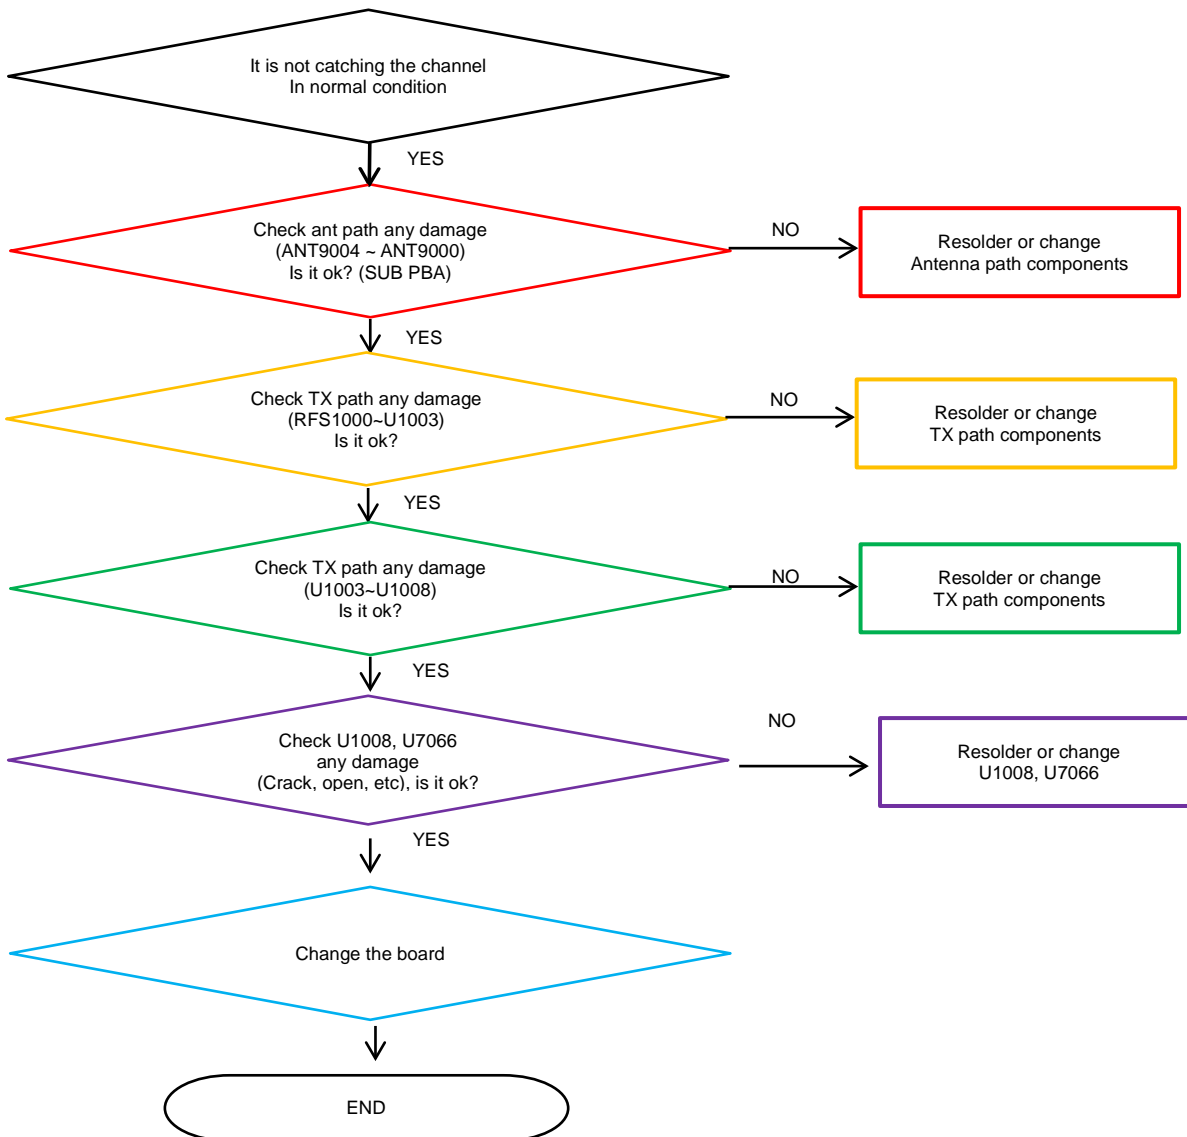 It is not catching the channel
In normal condition
YES
Check ant path any damage
(ANT9004 ~ ANT9000)
Is it ok? (SUB PBA)
NO
Resolder or change
Antenna path components
YES
Check TX path any damage
(RFS1000~U1003)
Is it ok?
NO
Resolder or change
TX path components
YES
Check TX path any damage
(U1003~U1008)
Is it ok?
NO
Resolder or change
TX path components
YES
Check U1008, U7066
any damage
(Crack, open, etc), is it ok?
NO
Resolder or change
U1008, U7066
YES
Change the board
END